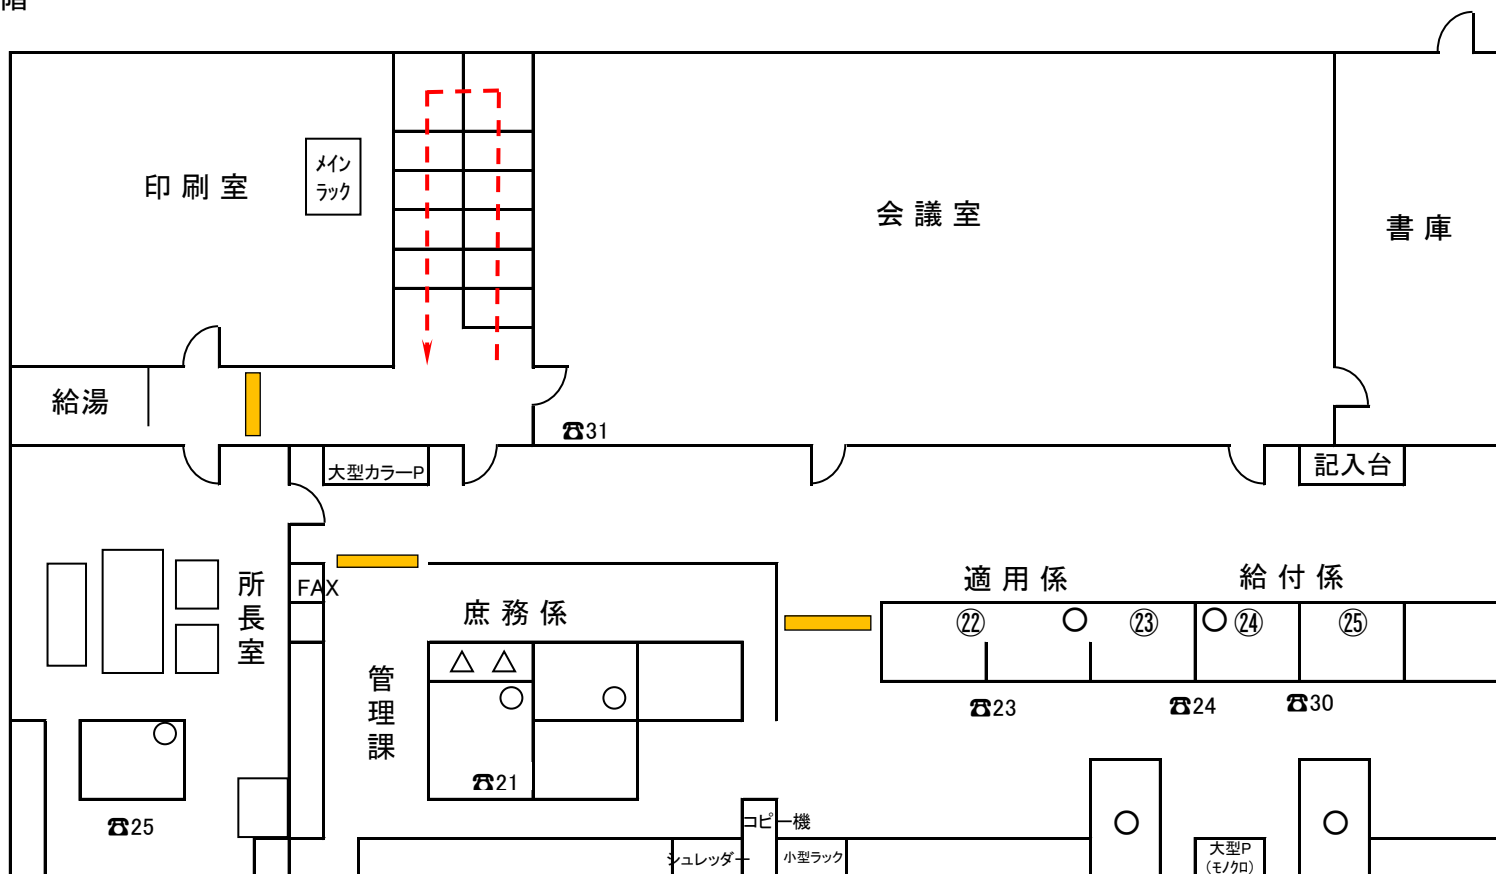 階
印刷室
メイン
ラック
会議室
書庫
給湯
☎31
大型カラーP
記入台
所長室
FAX
庶務係
適用係
給付係
㉒
㉓
㉔
㉕
管理課
☎23
☎24
☎30
☎21
☎25
コピー機
シュレッダー
小型ラック
大型P
(モノクロ)